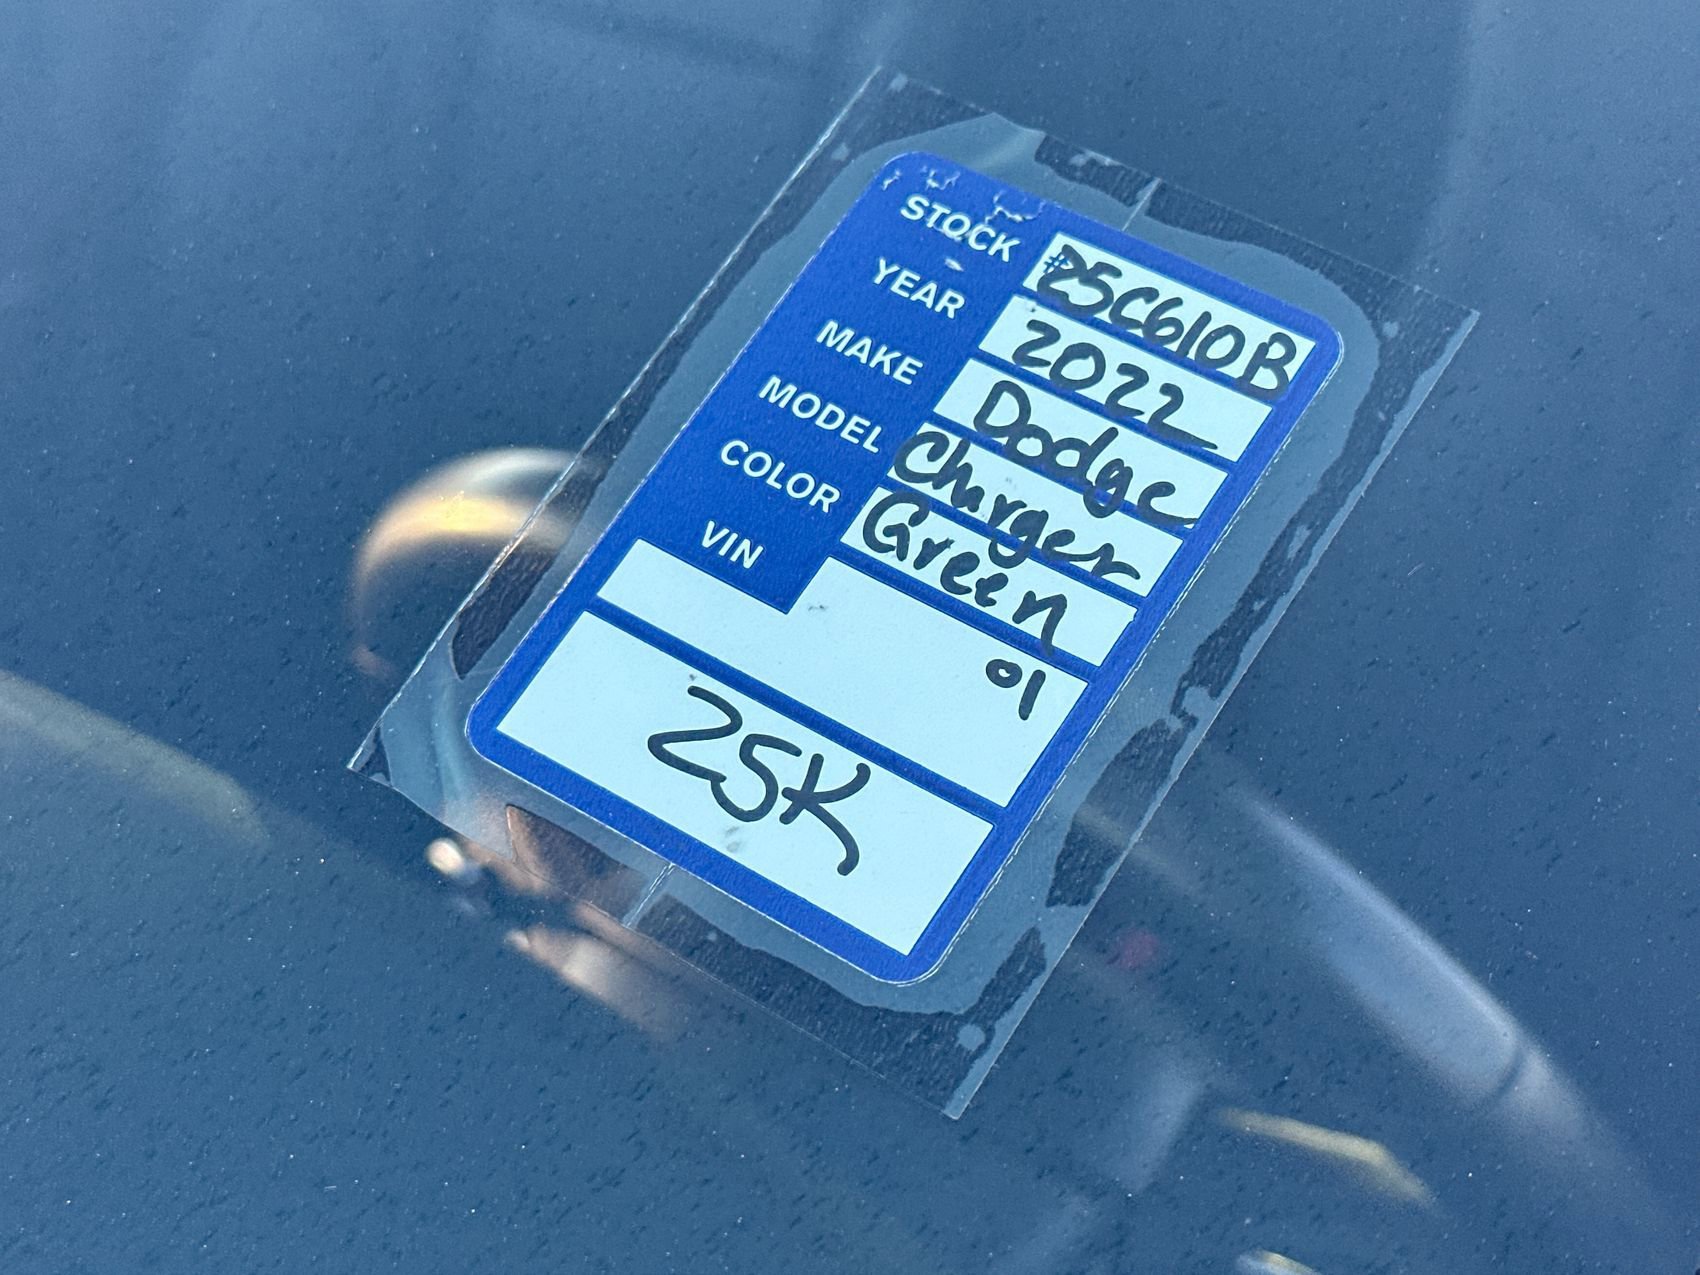 STOCK #25C610B
YEAR 2022
MAKE Dodge
MODEL Charger
COLOR Green
VIN
01
25K